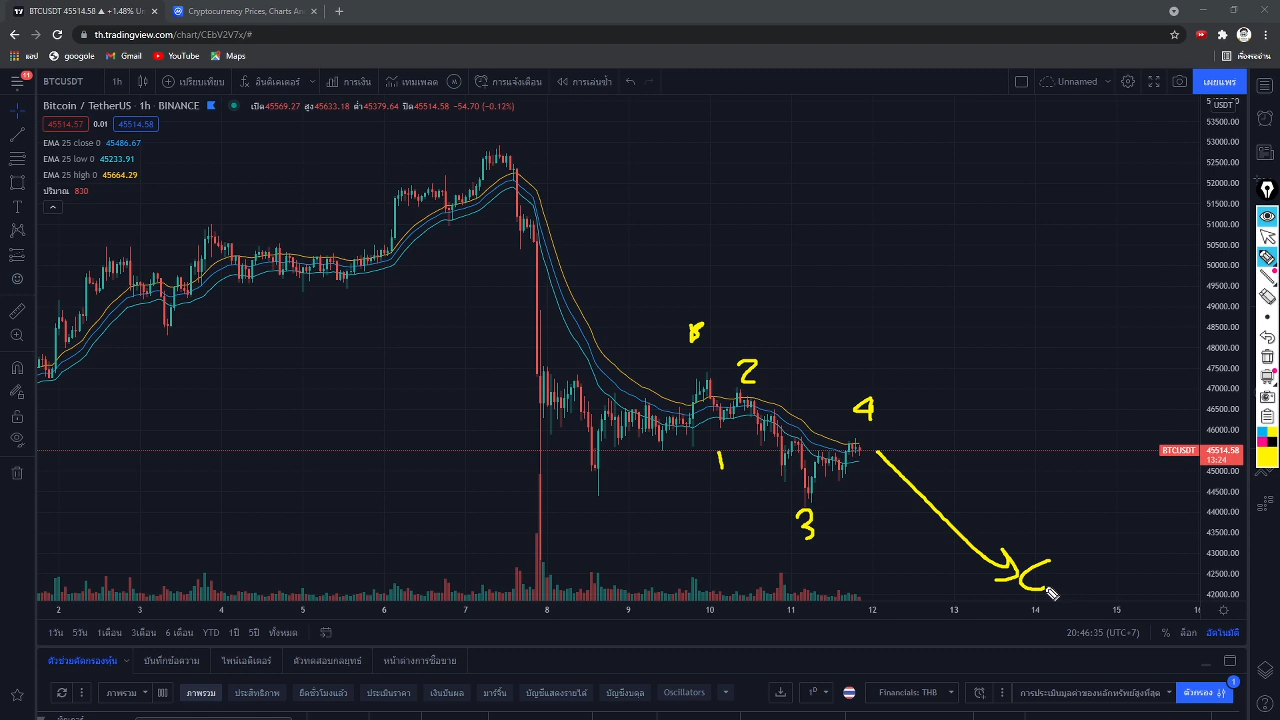 BTCUSDT 45514.58 ▲ +1.48% Un
Cryptocurrency Prices, Charts An
th.tradingview.com/chart/CEbV2V7x/#
แอป google Gmail YouTube Maps
11 BTCUSDT 1h เปรียบเทียบ อินดิเคเตอร์ การเงิน เทมเพลต การแจ้งเตือน การเล่นซ้ำ Unnamed เผยแพร่
Bitcoin / TetherUS · 1h · BINANCE เปิด45569.27 สูง45633.18 ต่ำ45379.64 ปิด45514.58 −54.70 (−0.12%)
45514.57 0.01 45514.58
EMA 25 close 0 45486.67
EMA 25 low 0 45233.91
EMA 25 high 0 45664.29
ปริมาณ 830
USDT
53500.00
53000.00
52500.00
52000.00
51500.00
51000.00
50500.00
50000.00
49500.00
49000.00
48500.00
48000.00
47500.00
47000.00
46500.00
46000.00
BTCUSDT 45514.58
13:24
45000.00
44500.00
44000.00
43500.00
43000.00
42500.00
42000.00
2
4
1
3
2 3 4 5 6 7 8 9 10 11 12 13 14 15 16
1วัน 5วัน 1เดือน 3เดือน 6 เดือน YTD 1ปี 5ปี ทั้งหมด 20:46:35 (UTC+7) % ล็อก อัตโนมัติ
ตัวช่วยคัดกรองหุ้น บันทึกข้อความ ไพน์เอดิเตอร์ ตัวทดสอบกลยุทธ์ หน้าต่างการซื้อขาย
ภาพรวม ภาพรวม ประสิทธิภาพ ยืดชั่วโมงแล้ว ประเมินราคา เงินปันผล มาร์จิ้น บัญชีแสดงรายได้ บัญชีงบดุล Oscillators 1D Financials: THB การประเมินมูลค่าของหลักทรัพย์สูงที่สุด ตัวกรอง 1